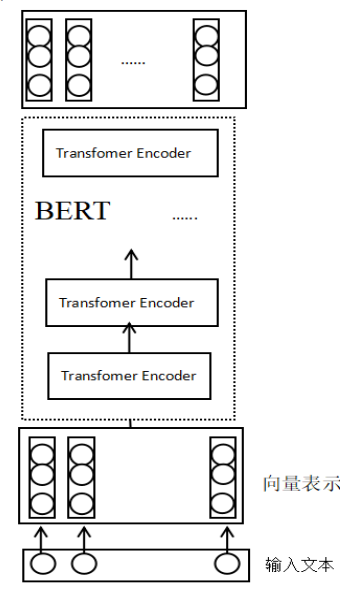 ......
Transfomer Encoder
BERT ......
Transfomer Encoder
Transfomer Encoder
向量表示
输入文本